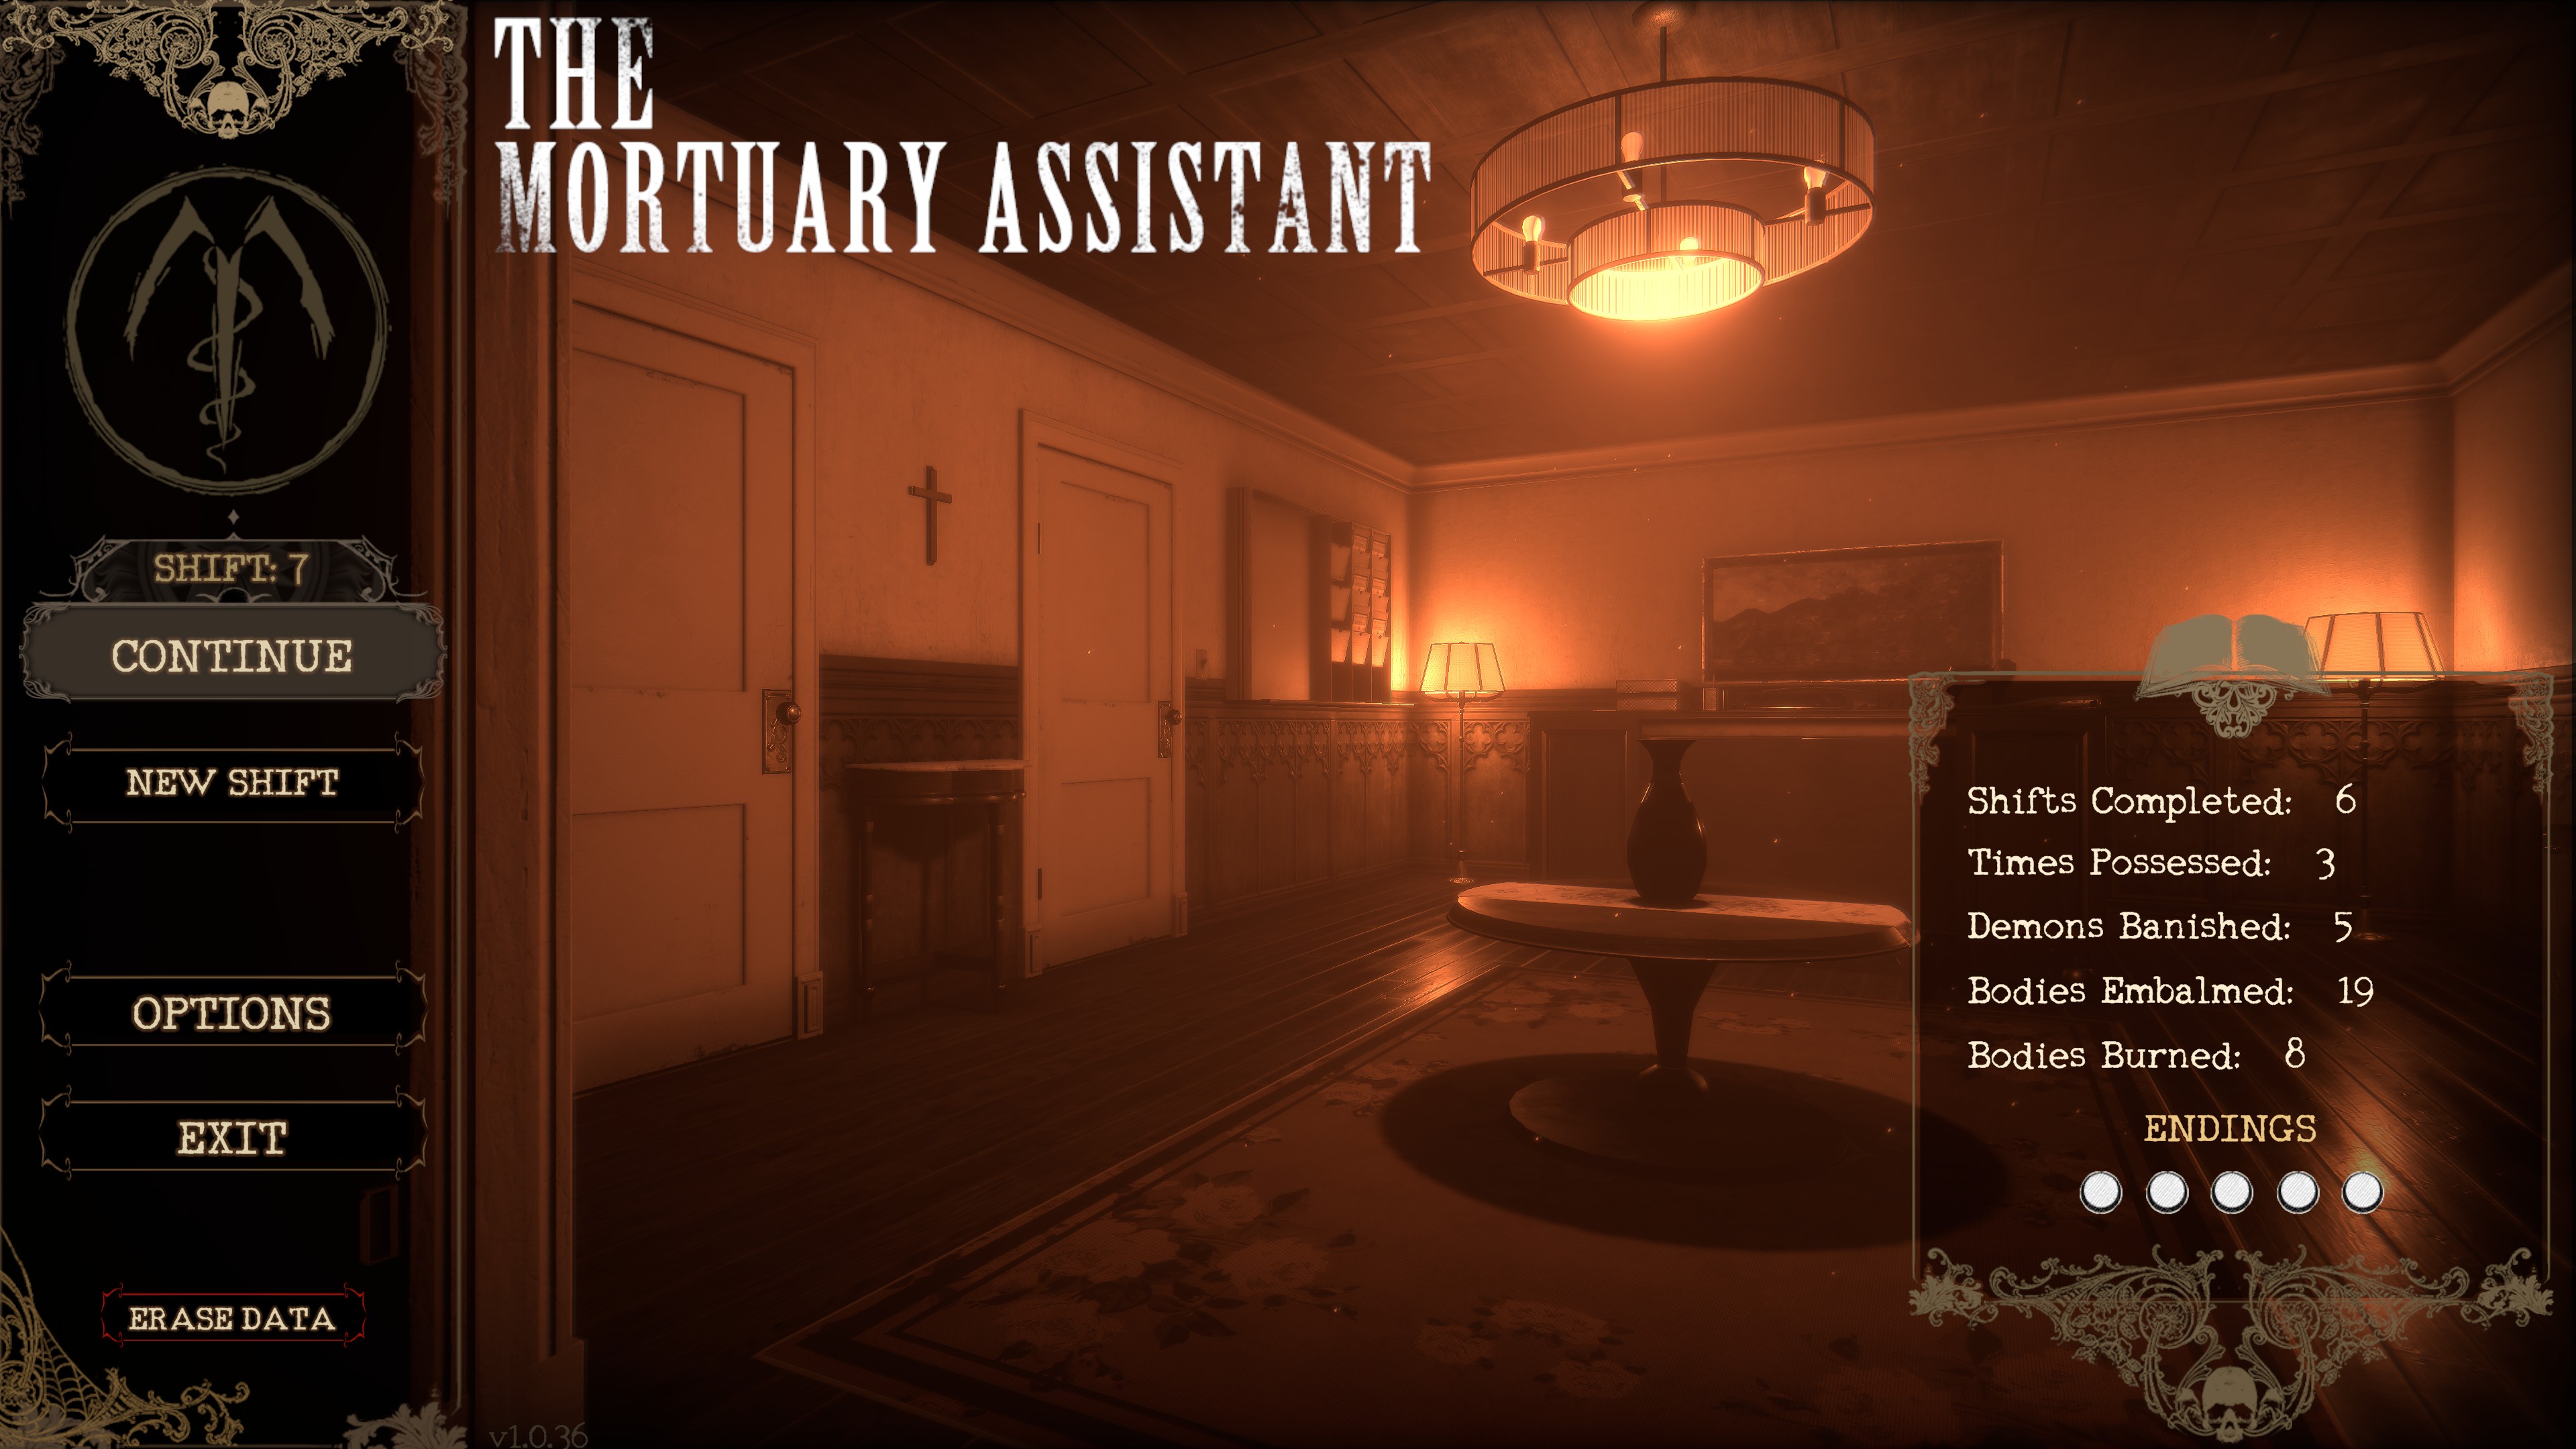 THE
MORTUARY ASSISTANT
SHIFT: 7
CONTINUE
NEW SHIFT
OPTIONS
EXIT
ERASE DATA
v1.0.36
Shifts Completed: 6
Times Possessed: 3
Demons Banished: 5
Bodies Embalmed: 19
Bodies Burned: 8
ENDINGS